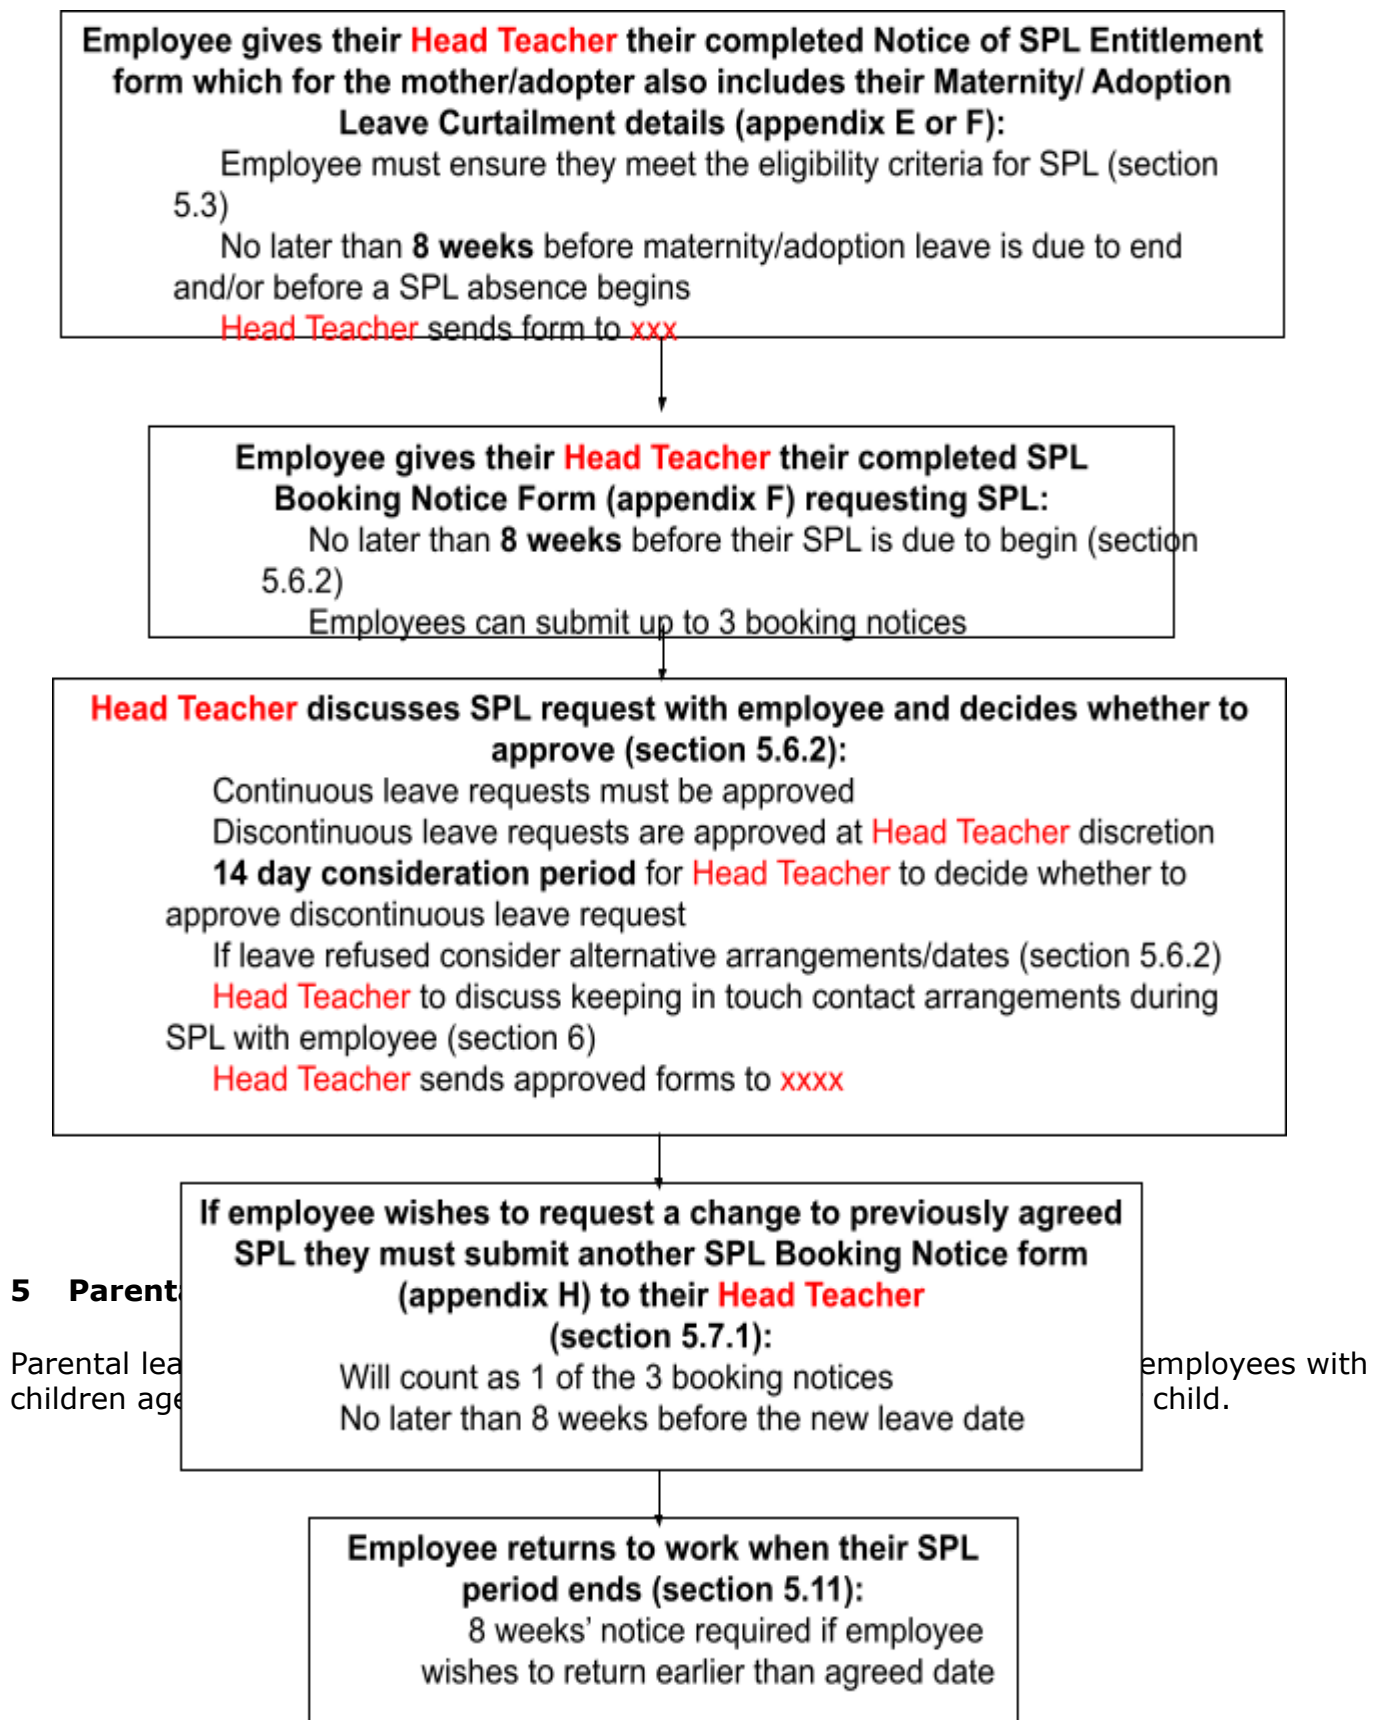 Employee gives their Head Teacher their completed Notice of SPL Entitlement
form which for the mother/adopter also includes their Maternity/ Adoption
Leave Curtailment details (appendix E or F):
Employee must ensure they meet the eligibility criteria for SPL (section
5.3)
No later than 8 weeks before maternity/adoption leave is due to end
and/or before a SPL absence begins
Head Teacher sends form to xxx
Employee gives their Head Teacher their completed SPL
Booking Notice Form (appendix F) requesting SPL:
No later than 8 weeks before their SPL is due to begin (section
5.6.2)
Employees can submit up to 3 booking notices
Head Teacher discusses SPL request with employee and decides whether to
approve (section 5.6.2):
Continuous leave requests must be approved
Discontinuous leave requests are approved at Head Teacher discretion
14 day consideration period for Head Teacher to decide whether to
approve discontinuous leave request
If leave refused consider alternative arrangements/dates (section 5.6.2)
Head Teacher to discuss keeping in touch contact arrangements during
SPL with employee (section 6)
Head Teacher sends approved forms to xxxx
If employee wishes to request a change to previously agreed
SPL they must submit another SPL Booking Notice form
(appendix H) to their Head Teacher
(section 5.7.1):
Will count as 1 of the 3 booking notices
No later than 8 weeks before the new leave date
5 Parent
Parental lea employees with
children age child.
Employee returns to work when their SPL
period ends (section 5.11):
8 weeks’ notice required if employee
wishes to return earlier than agreed date